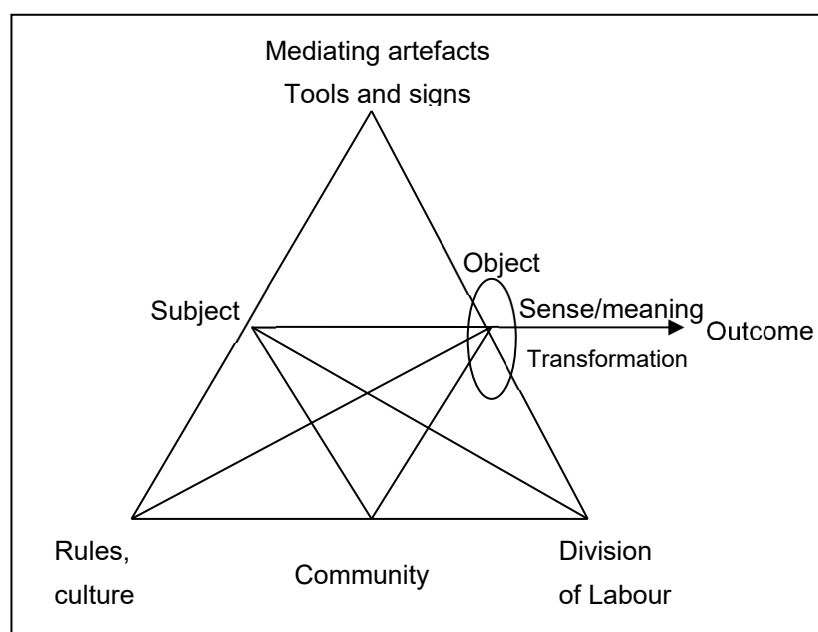 Mediating artefacts
Tools and signs
Object
Subject
Sense/meaning
Outcome
Transformation
Rules,
culture
Community
Division
of Labour